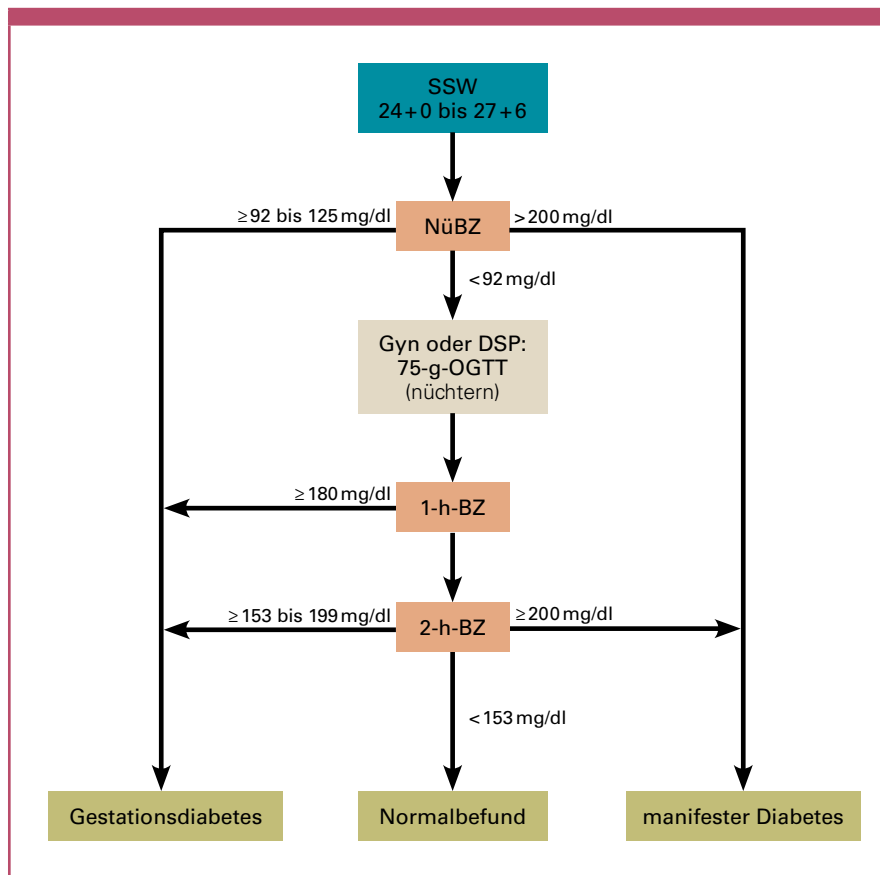 SSW
24+0 bis 27+6
≥92 bis 125 mg/dl
NüBZ
>200 mg/dl
<92 mg/dl
Gyn oder DSP:
75-g-OGTT
(nüchtern)
≥180 mg/dl
1-h-BZ
≥153 bis 199 mg/dl
2-h-BZ
≥200 mg/dl
<153 mg/dl
Gestationsdiabetes
Normalbefund
manifester Diabetes